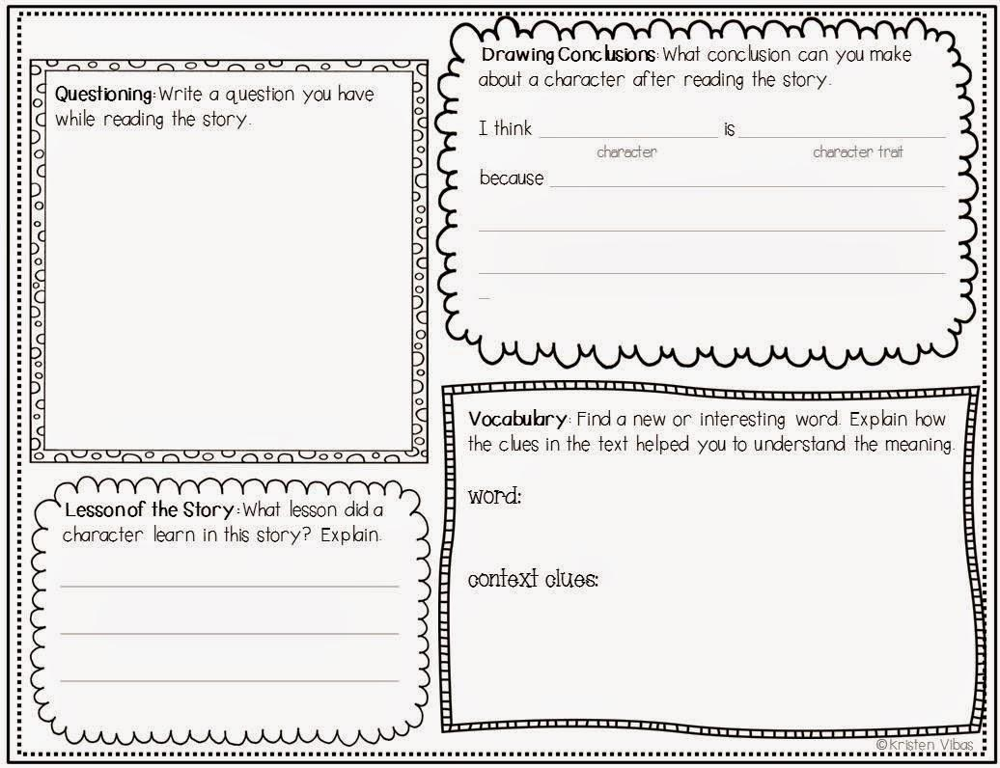 Questioning: Write a question you have
while reading the story.
Drawing Conclusions: What conclusion can you make
about a character after reading the story.
I think ____________ is ____________
character character trait
because ____________
Lesson of the Story: What lesson did a
character learn in this story? Explain.
Vocabulary: Find a new or interesting word. Explain how
the clues in the text helped you to understand the meaning.
word:
context clues:
©Kristen Vibas